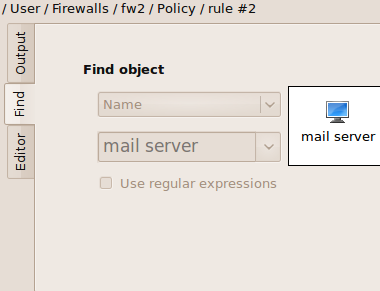 / User / Firewalls / fw2 / Policy / rule #2
Output
Find
Editor
Find object
Name
mail server
Use regular expressions
mail server